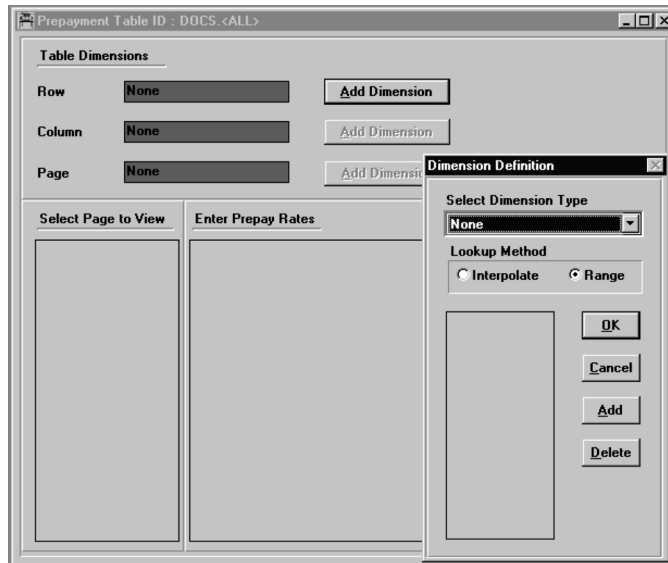 Prepayment Table ID : DOCS.<ALL>
Table Dimensions
Row None Add Dimension
Column None Add Dimension
Page None Add Dimensio
Dimension Definition
Select Dimension Type
None
Lookup Method
Interpolate Range
OK
Cancel
Add
Delete
Select Page to View
Enter Prepay Rates